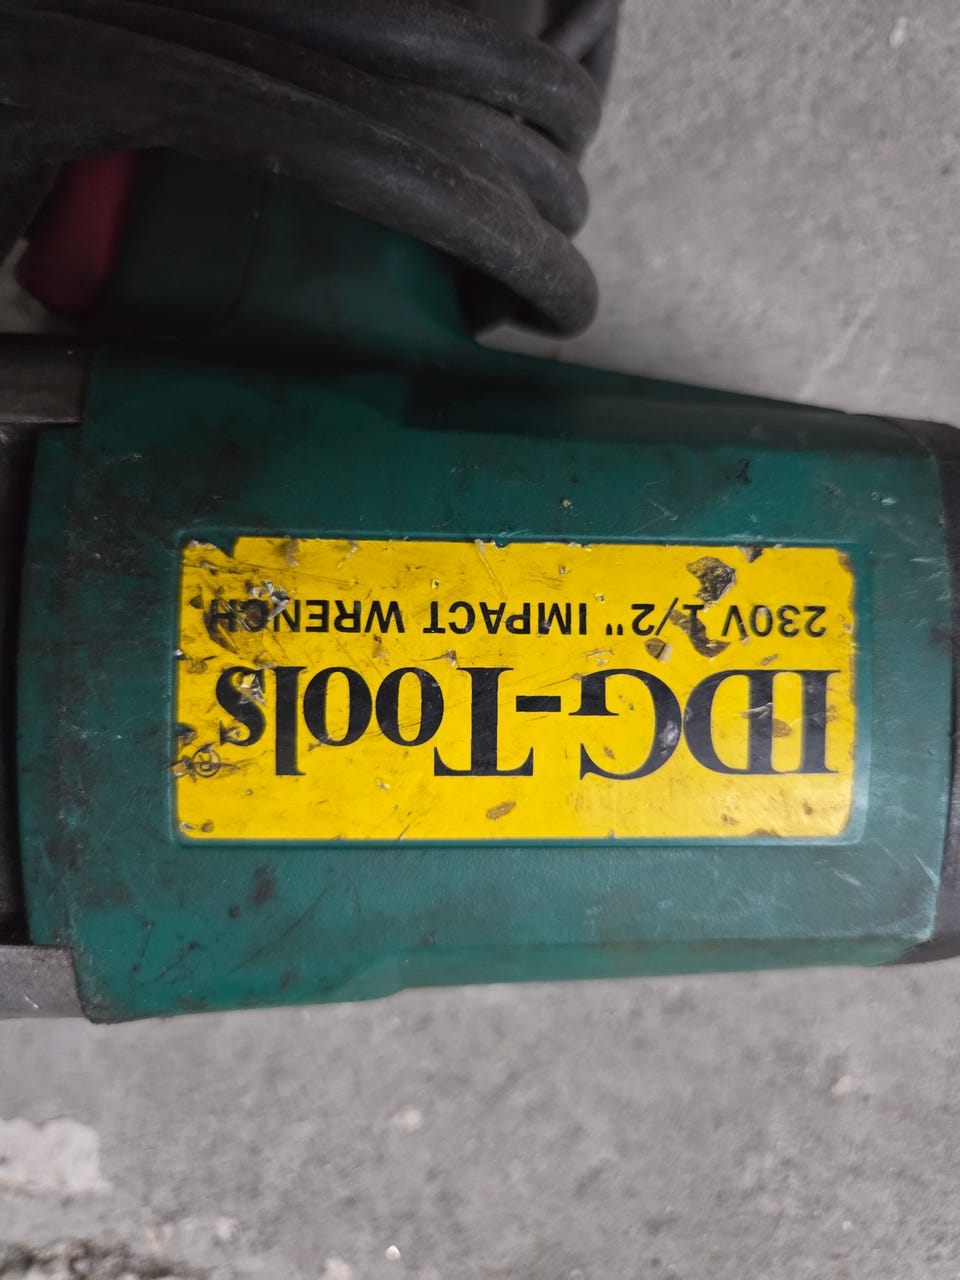 IDG-Tools®
230V 1/2" IMPACT WRENCH